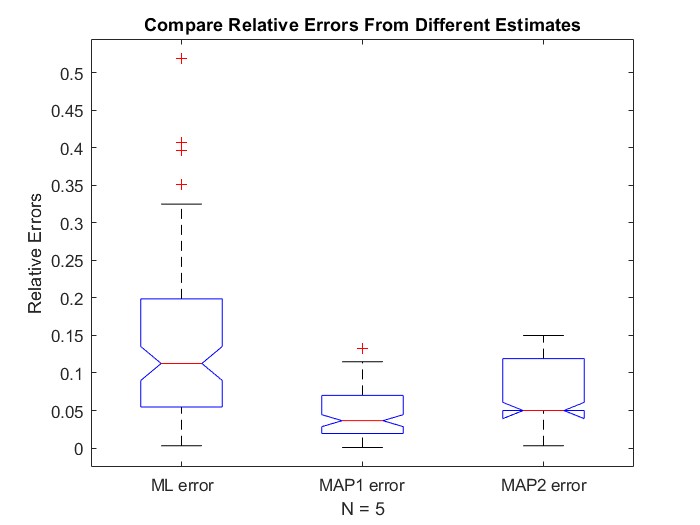 Compare Relative Errors From Different Estimates
Relative Errors
0.5
0.45
0.4
0.35
0.3
0.25
0.2
0.15
0.1
0.05
0
ML error MAP1 error MAP2 error
N = 5